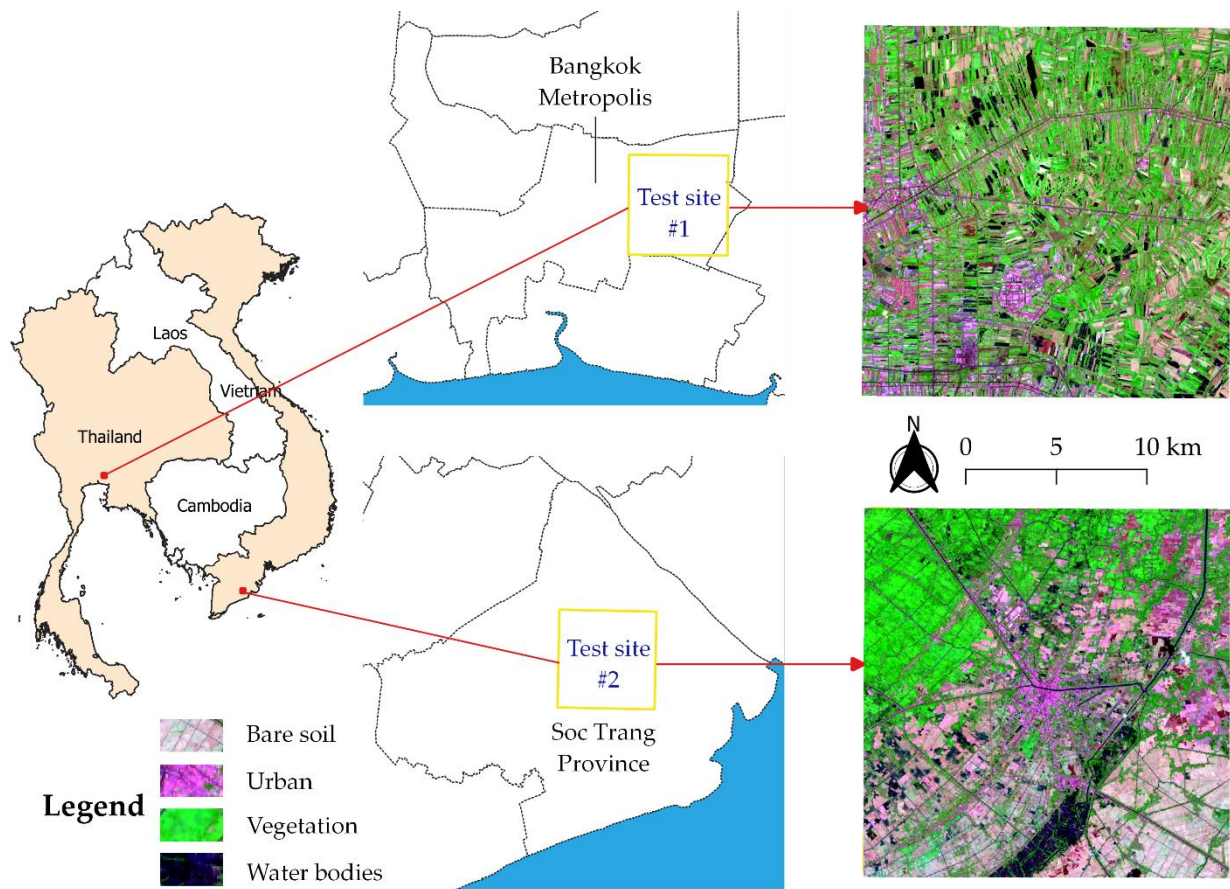 Bangkok
Metropolis
Test site
#1
Laos
Vietnam
Thailand
Cambodia
N
0 5 10 km
Test site
#2
Soc Trang
Province
Legend
Bare soil
Urban
Vegetation
Water bodies